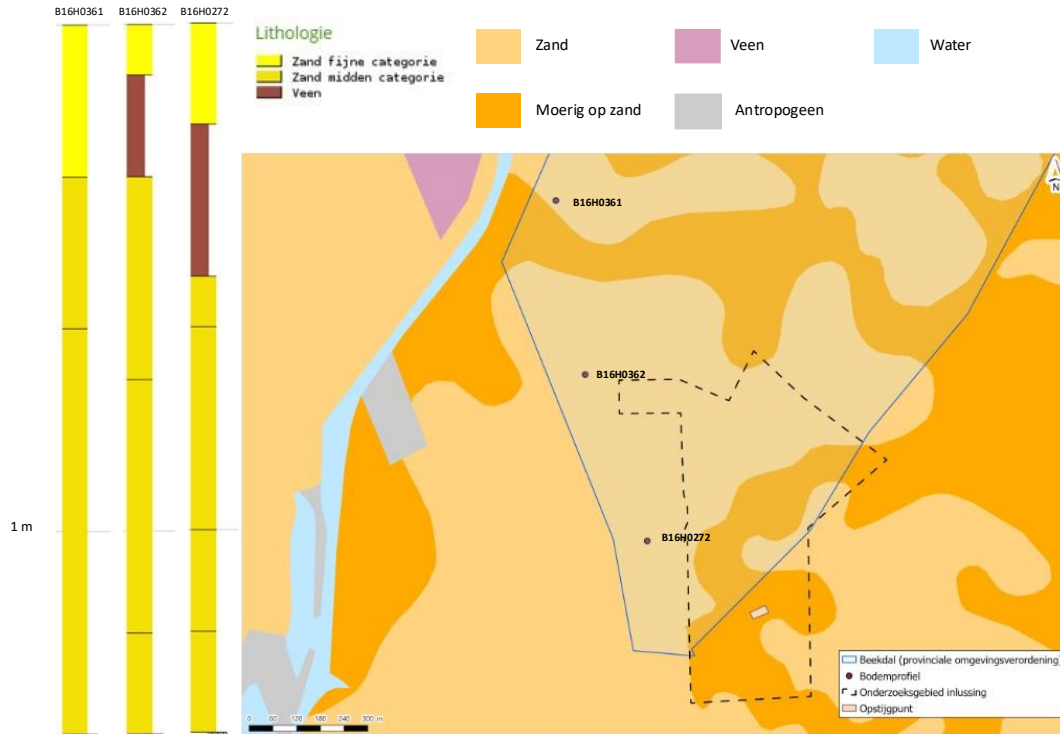 B16H0361 B16H0362 B16H0272
Lithologie
Zand fijne categorie
Zand midden categorie
Veen
Zand Veen Water
Moerig op zand Antropogeen
N
B16H0361
B16H0362
B16H0272
1 m
Beekdal (provinciale omgevingsverordening)
Bodemprofiel
Onderzoeksgebied inlussing
Opstijgpunt
0 60 120 180 240 300 m